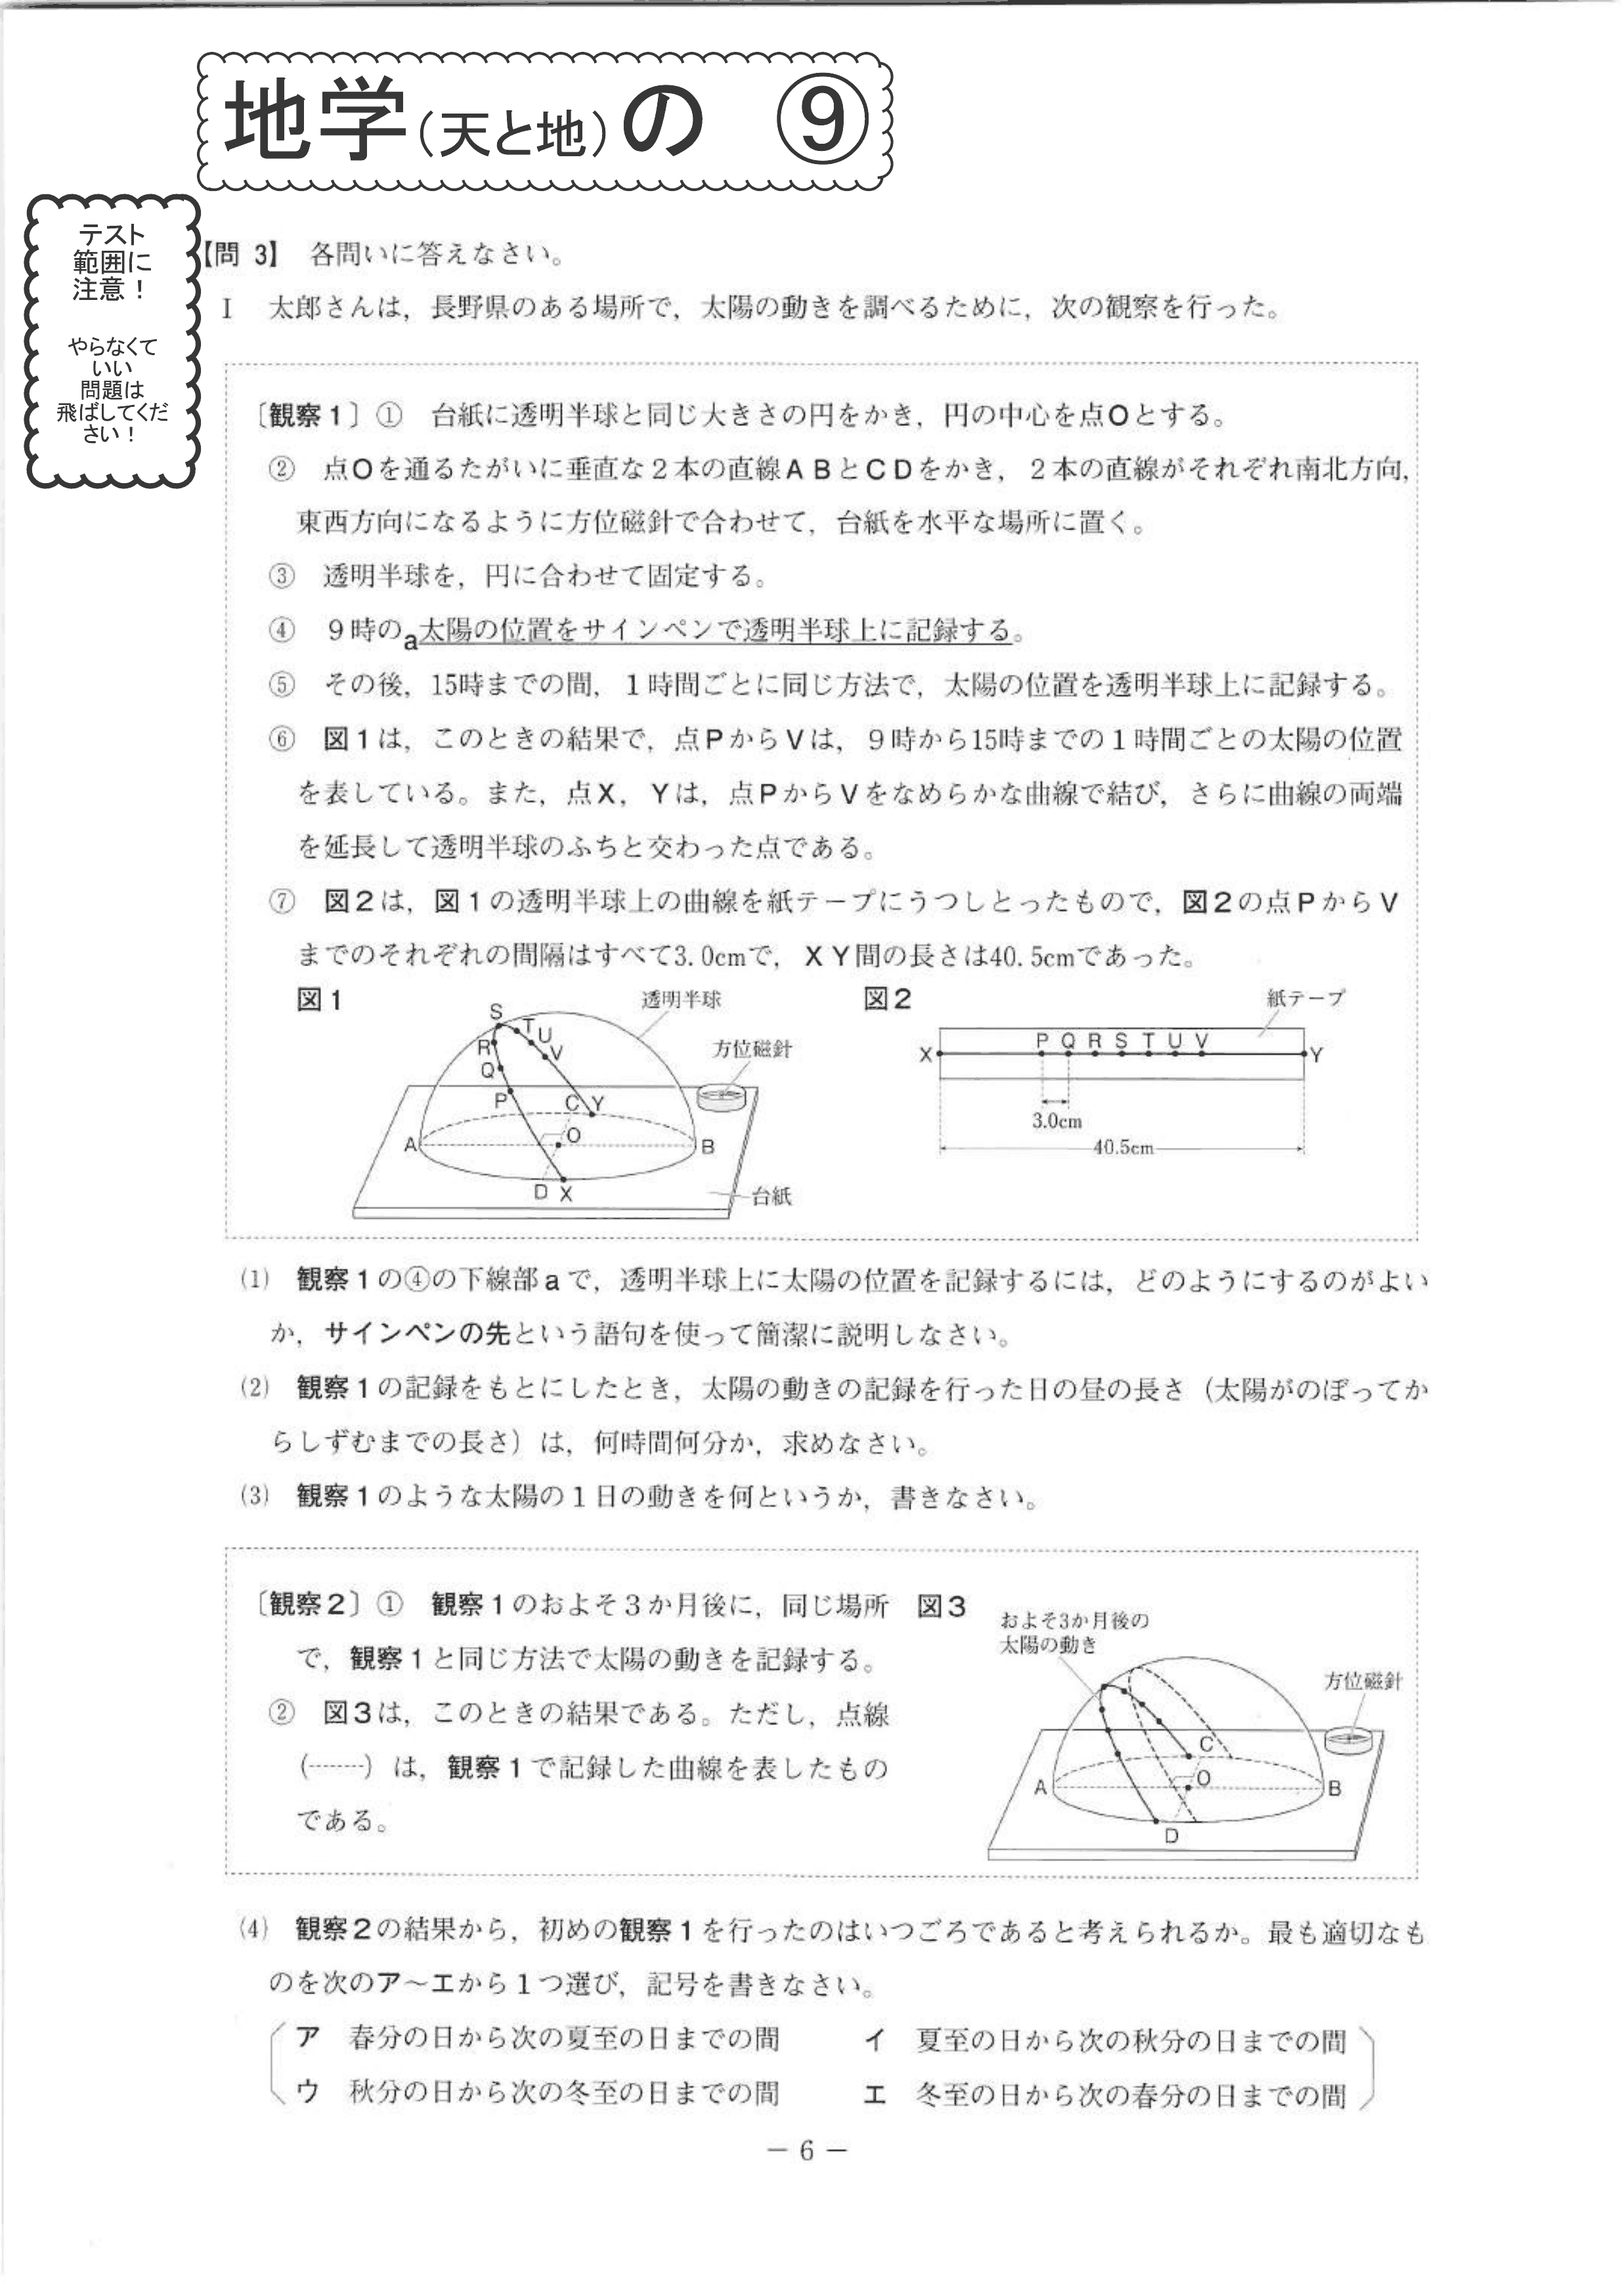 地学(天と地)の ⑨
テスト
範囲に
注意！
やらなくて
いい
問題は
飛ばしてくだ
さい！
【問 3】 各問いに答えなさい。
Ⅰ 太郎さんは，長野県のある場所で，太陽の動きを調べるために，次の観察を行った。
〔観察1〕① 台紙に透明半球と同じ大きさの円をかき，円の中心を点Oとする。
② 点Oを通るたがいに垂直な2本の直線ABとCDをかき，2本の直線がそれぞれ南北方向，
東西方向になるように方位磁針で合わせて，台紙を水平な場所に置く。
③ 透明半球を，円に合わせて固定する。
④ 9時のa太陽の位置をサインペンで透明半球上に記録する。
⑤ その後，15時までの間，1時間ごとに同じ方法で，太陽の位置を透明半球上に記録する。
⑥ 図1は，このときの結果で，点PからVは，9時から15時までの1時間ごとの太陽の位置
を表している。また，点X，Yは，点PからVをなめらかな曲線で結び，さらに曲線の両端
を延長して透明半球のふちと交わった点である。
⑦ 図2は，図1の透明半球上の曲線を紙テープにうつしとったもので，図2の点PからV
までのそれぞれの間隔はすべて3.0cmで，XY間の長さは40.5cmであった。
図1
透明半球
方位磁針
S
T
U
V
R
Q
P
C
Y
A
O
B
D
X
台紙
図2
紙テープ
X
P Q R S T U V
Y
3.0cm
40.5cm
(1) 観察1の④の下線部aで，透明半球上に太陽の位置を記録するには，どのようにするのがよい
か，サインペンの先という語句を使って簡潔に説明しなさい。
(2) 観察1の記録をもとにしたとき，太陽の動きの記録を行った日の昼の長さ（太陽がのぼってか
らしずむまでの長さ）は，何時間何分か，求めなさい。
(3) 観察1のような太陽の1日の動きを何というか，書きなさい。
〔観察2〕① 観察1のおよそ3か月後に，同じ場所
で，観察1と同じ方法で太陽の動きを記録する。
② 図3は，このときの結果である。ただし，点線
（┈┈）は，観察1で記録した曲線を表したもの
である。
図3
およそ3か月後の
太陽の動き
方位磁針
C
A
O
B
D
(4) 観察2の結果から，初めの観察1を行ったのはいつごろであると考えられるか。最も適切なも
のを次のア～エから1つ選び，記号を書きなさい。
ア 春分の日から次の夏至の日までの間 イ 夏至の日から次の秋分の日までの間
ウ 秋分の日から次の冬至の日までの間 エ 冬至の日から次の春分の日までの間
－ 6 －